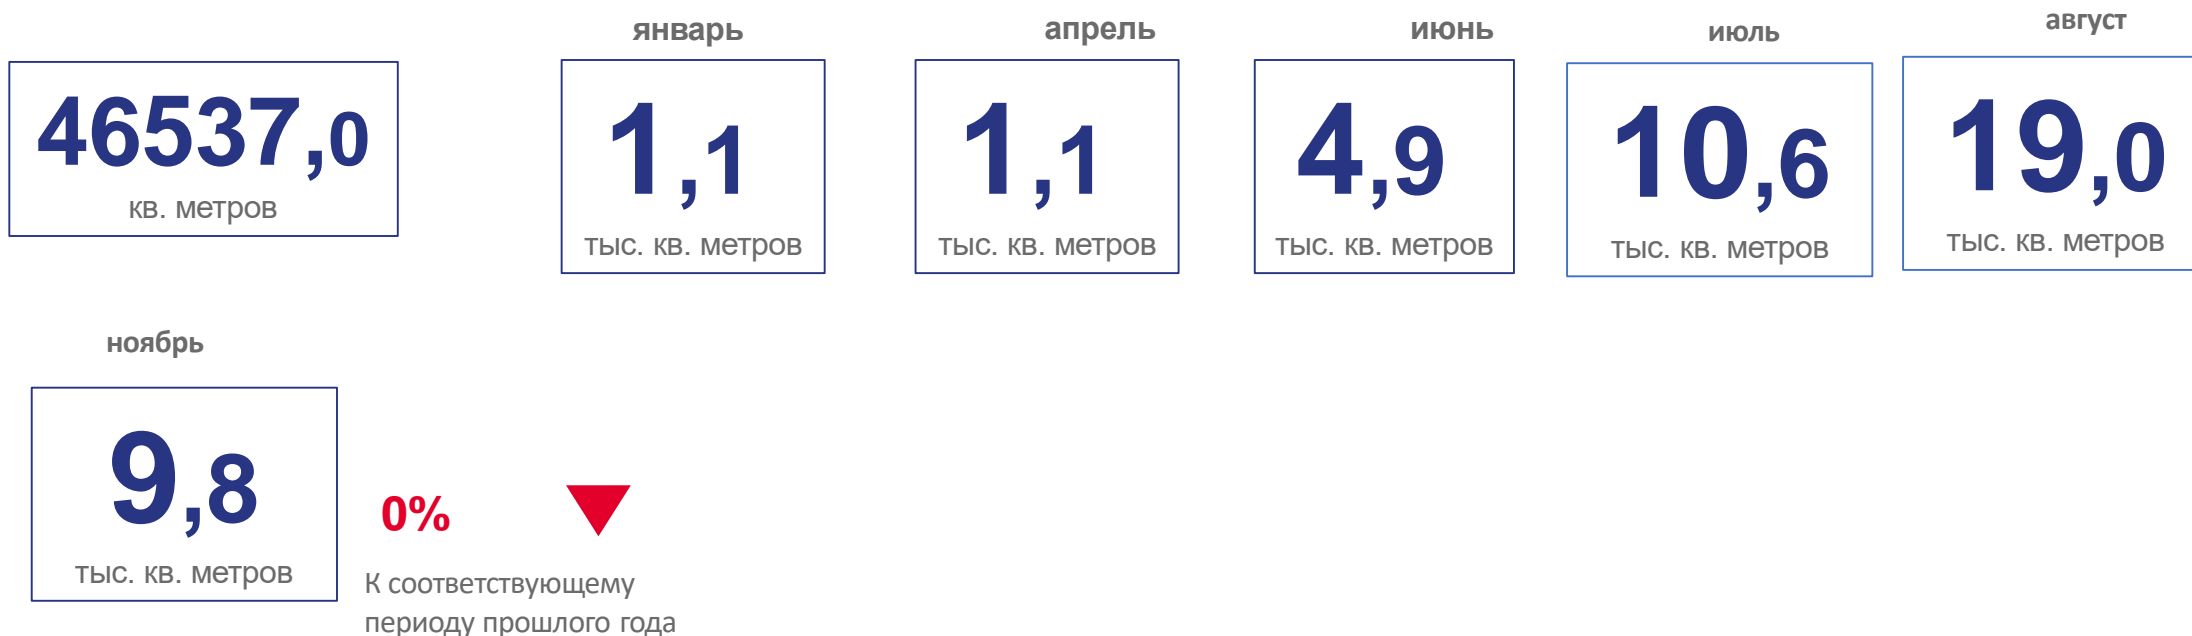 46537,0
кв. метров
январь
1,1
тыс. кв. метров
апрель
1,1
тыс. кв. метров
июнь
4,9
тыс. кв. метров
июль
10,6
тыс. кв. метров
август
19,0
тыс. кв. метров
ноябрь
9,8
тыс. кв. метров
0%
К соответствующему
периоду прошлого года